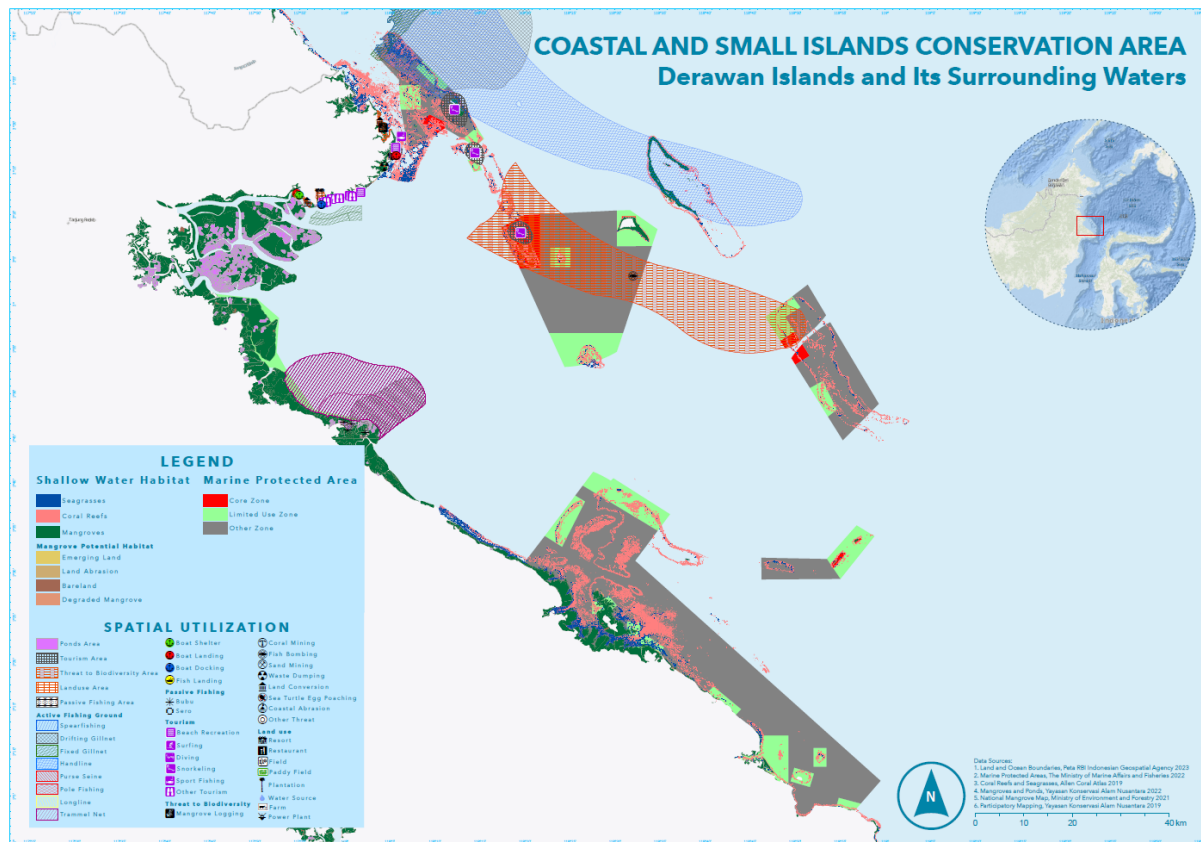 COASTAL AND SMALL ISLANDS CONSERVATION AREA
Derawan Islands and Its Surrounding Waters
LEGEND
Shallow Water Habitat
Seagrasses
Coral Reefs
Mangroves
Mangrove Potential Habitat
Emerging Land
Land Abrasion
Bareland
Degraded Mangrove
Marine Protected Area
Core Zone
Limited Use Zone
Other Zone
SPATIAL UTILIZATION
Ponds Area
Tourism Area
Threat to Biodiversity Area
Landuse Area
Passive Fishing Area
Active Fishing Ground
Spearfishing
Drifting Gillnet
Fixed Gillnet
Handline
Purse Seine
Pole Fishing
Longline
Trammel Net
Boat Shelter
Boat Landing
Boat Docking
Fish Landing
Passive Fishing
Bubu
Sero
Tourism
Beach Recreation
Surfing
Diving
Snorkeling
Sport Fishing
Other Tourism
Threat to Biodiversity
Mangrove Logging
Coral Mining
Fish Bombing
Sand Mining
Waste Dumping
Land Conversion
Sea Turtle Egg Poaching
Coastal Abrasion
Other Threat
Land use
Resort
Restaurant
Field
Paddy Field
Plantation
Water Source
Farm
Power Plant
N
Data Sources:
1. Land and Ocean Boundaries, Peta RBI Indonesian Geospatial Agency 2023
2. Marine Protected Areas, The Ministry of Marine Affairs and Fisheries 2022
3. Coral Reefs and Seagrasses, Allen Coral Atlas 2019
4. Mangroves and Ponds, Yayasan Konservasi Alam Nusantara 2022
5. National Mangrove Map, Ministry of Environment and Forestry 2021
6. Participatory Mapping, Yayasan Konservasi Alam Nusantara 2019
0 10 20 40 km